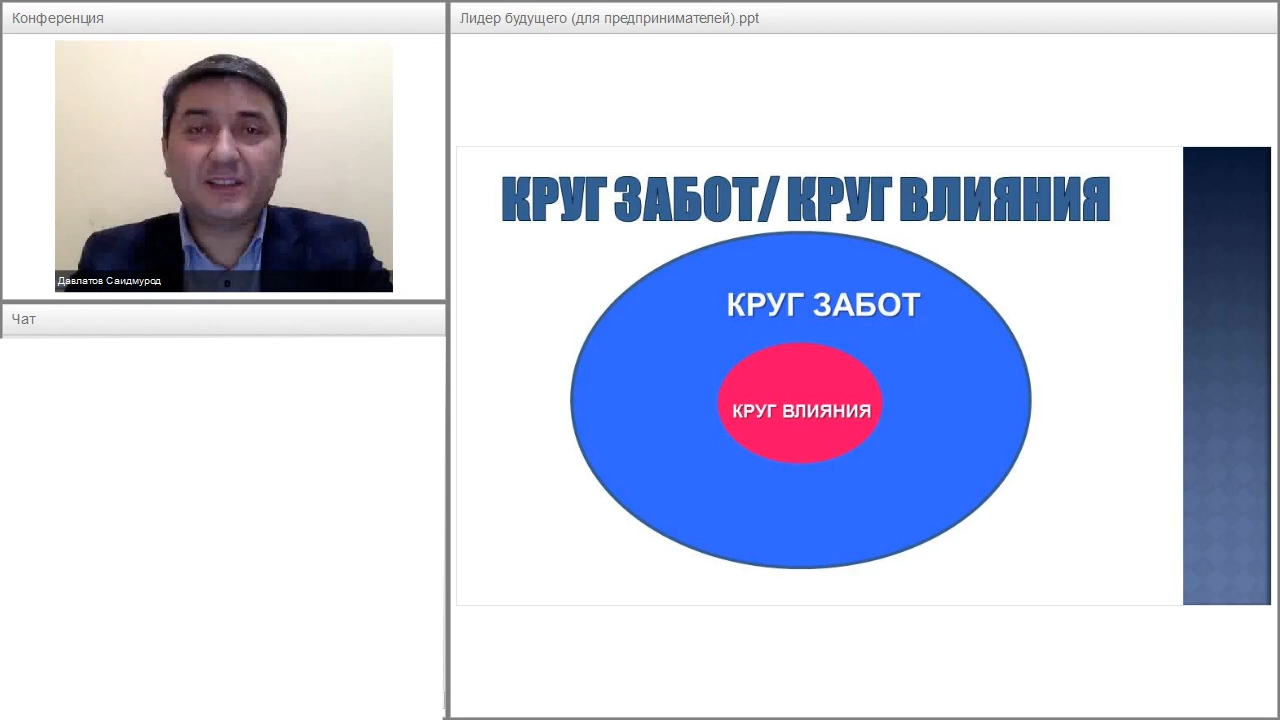 Конференция
Давлатов Саидмурод
Чат
Лидер будущего (для предпринимателей).ppt
КРУГ ЗАБОТ/ КРУГ ВЛИЯНИЯ
КРУГ ЗАБОТ
КРУГ ВЛИЯНИЯ